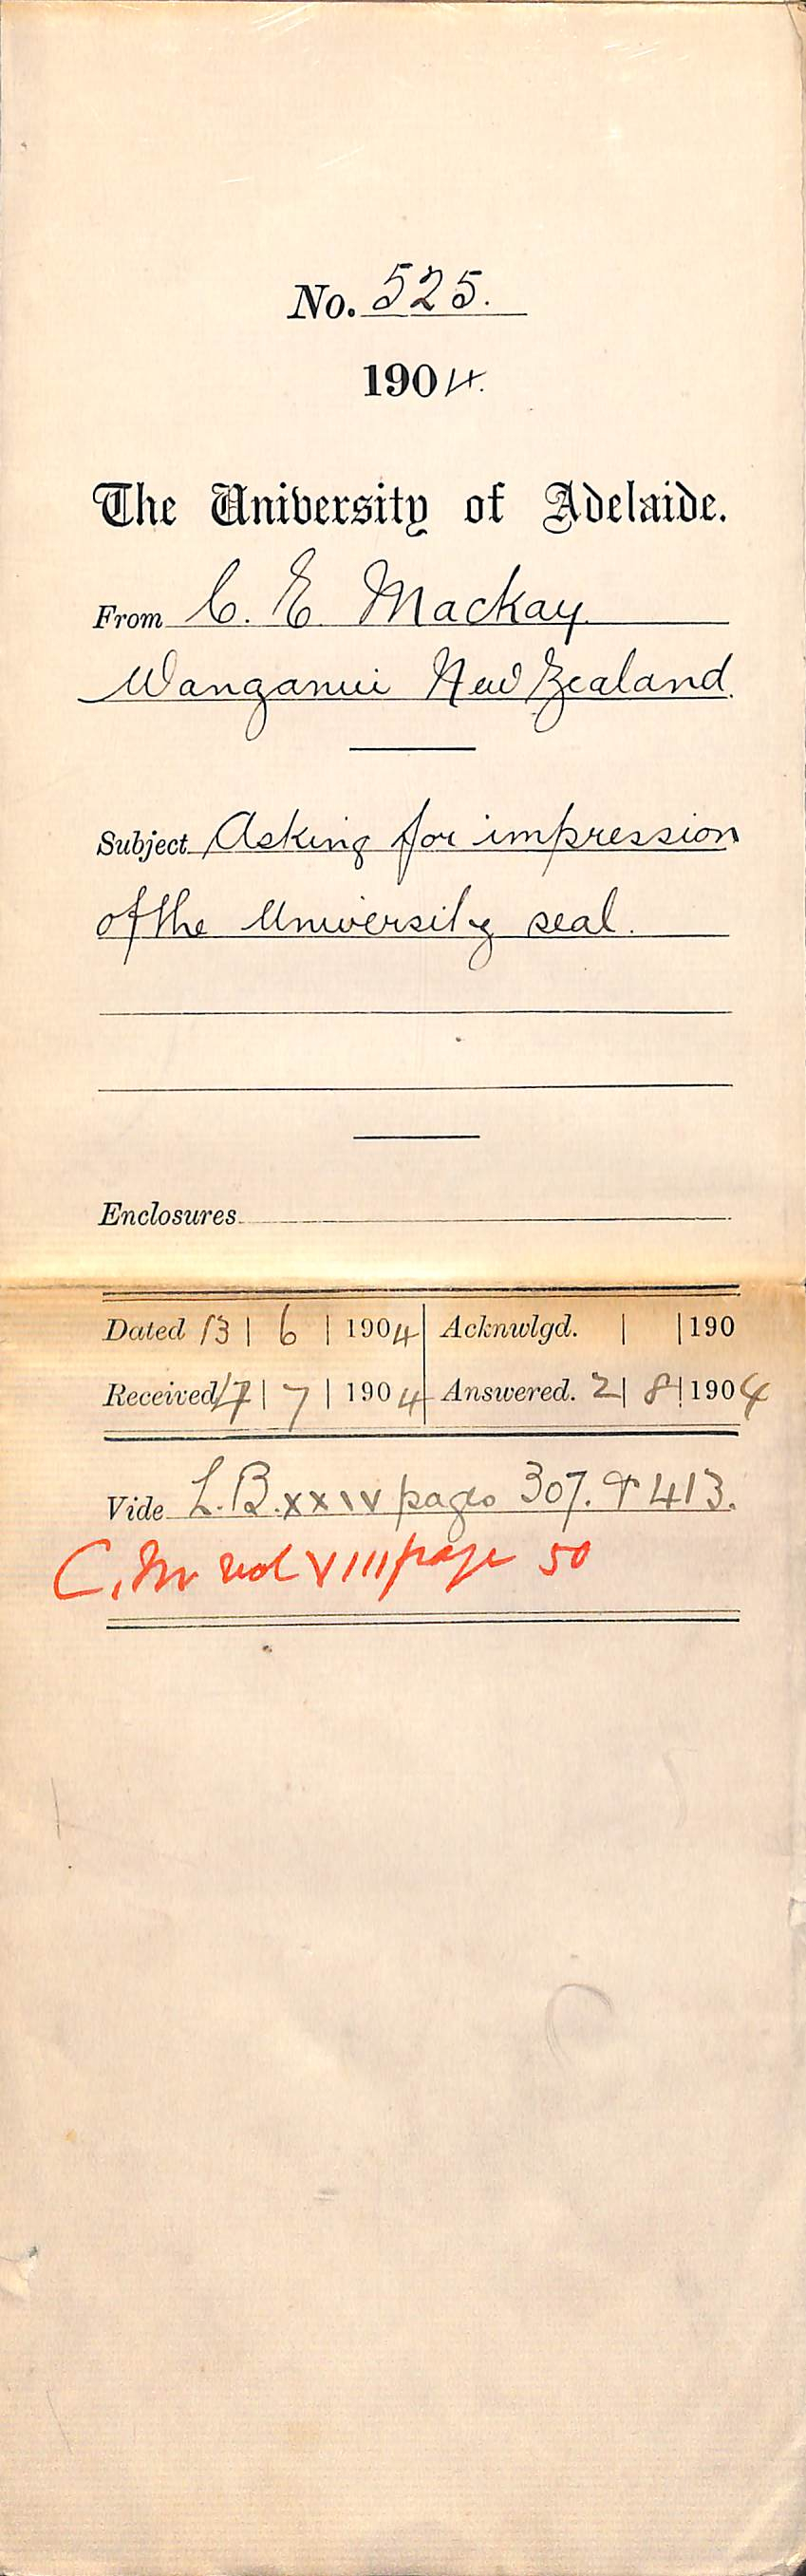 No. 525.
1904.
The University of Adelaide.
From C. E. Mackay
Wanganui New Zealand.
Subject Asking for impression
of the University seal.
Enclosures
Dated 13 | 6 | 1904 Acknwlgd. | | 190
Received 17 | 7 | 1904 Answered. 2 | 8 | 1904
Vide L.B. xxiv pages 307. & 413.
C. M vol VIII page 50